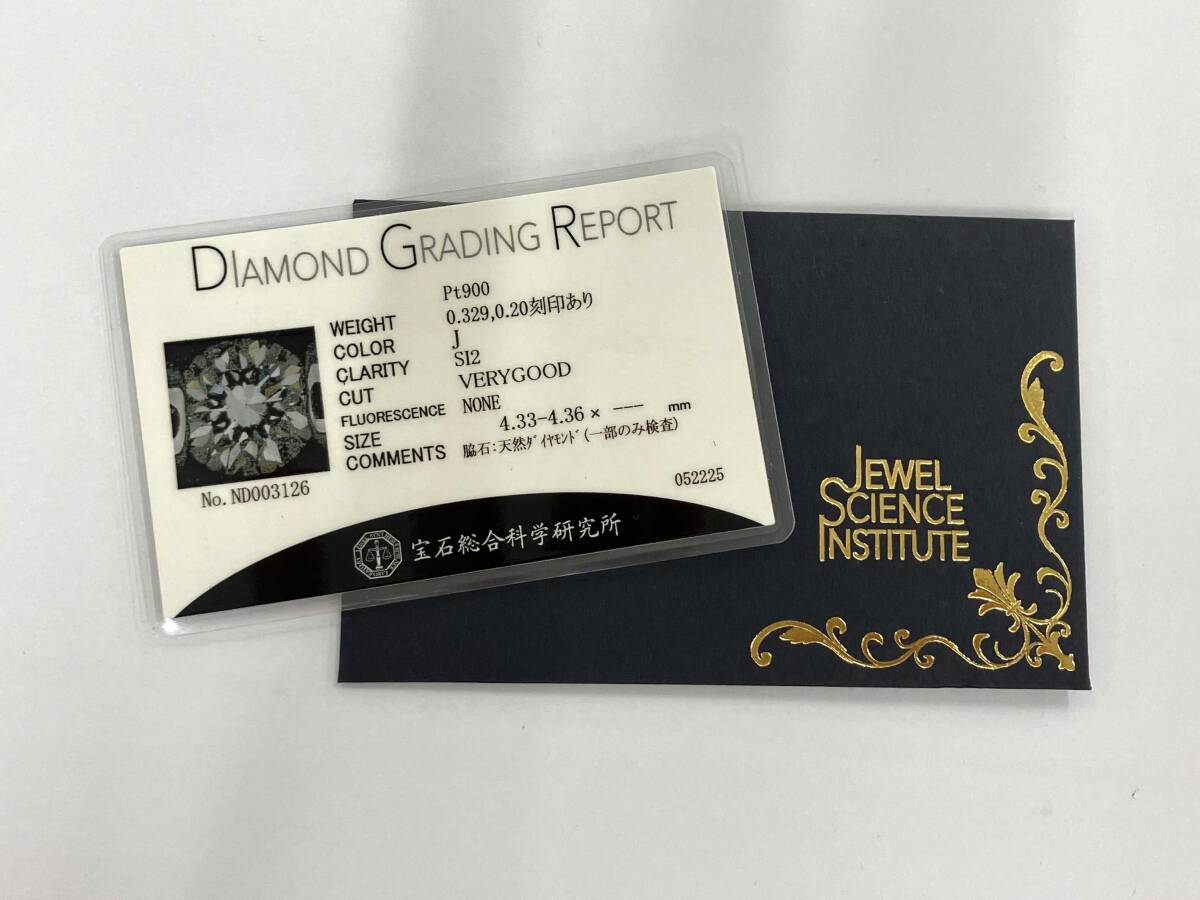 DIAMOND GRADING REPORT
Pt900
WEIGHT 0.329,0.20刻印あり
COLOR J
CLARITY SI2
CUT VERYGOOD
FLUORESCENCE NONE
SIZE 4.33-4.36 × --- mm
COMMENTS 脇石:天然ダイヤモンド(一部のみ検査)
No. ND003126
052225
宝石総合科学研究所
JEWEL
SCIENCE
INSTITUTE